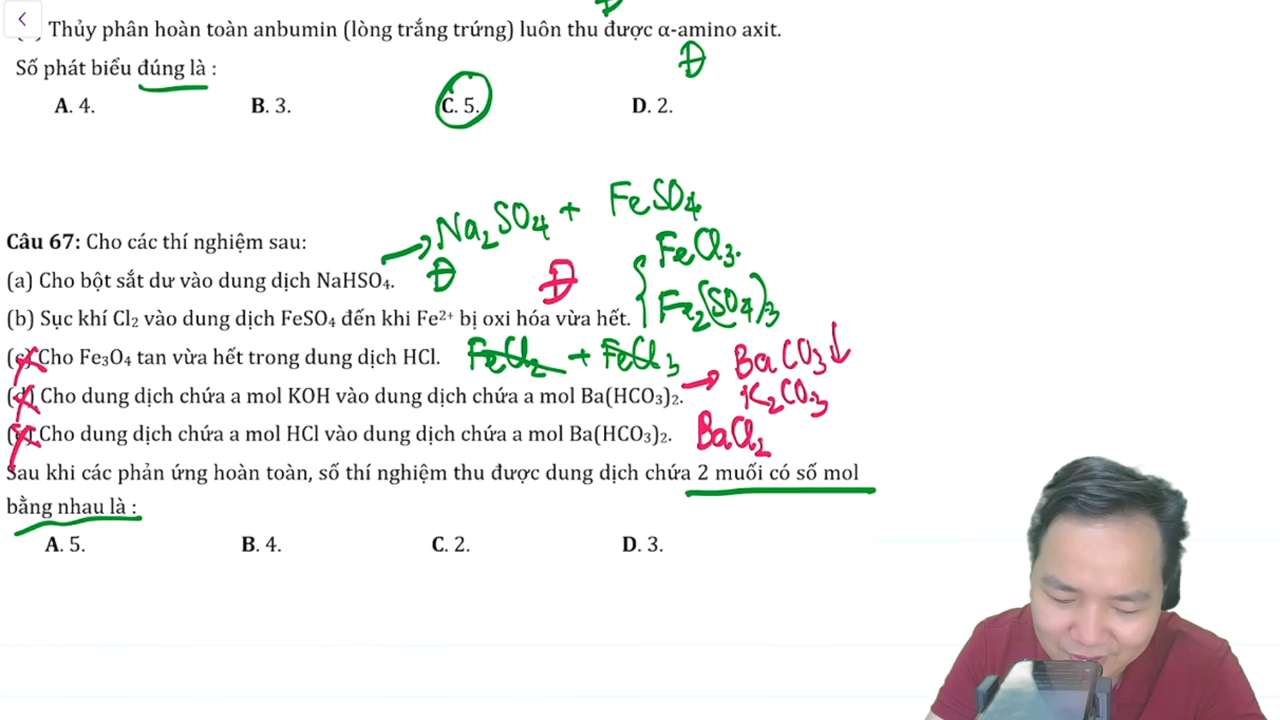 Thủy phân hoàn toàn anbumin (lòng trắng trứng) luôn thu được α-amino axit.
Đ
Số phát biểu đúng là :
A. 4. B. 3. C. 5. D. 2.
Na₂SO₄ + FeSO₄
Câu 67: Cho các thí nghiệm sau:
FeCl₃.
(a) Cho bột sắt dư vào dung dịch NaHSO₄. Đ Đ
Fe₂(SO₄)₃
(b) Sục khí Cl₂ vào dung dịch FeSO₄ đến khi Fe²⁺ bị oxi hóa vừa hết.
Cho Fe₃O₄ tan vừa hết trong dung dịch HCl. FeCl₂ + FeCl₃ BaCO₃↓
Cho dung dịch chứa a mol KOH vào dung dịch chứa a mol Ba(HCO₃)₂. → K₂CO₃
Cho dung dịch chứa a mol HCl vào dung dịch chứa a mol Ba(HCO₃)₂. BaCl₂
Sau khi các phản ứng hoàn toàn, số thí nghiệm thu được dung dịch chứa 2 muối có số mol
bằng nhau là :
A. 5. B. 4. C. 2. D. 3.